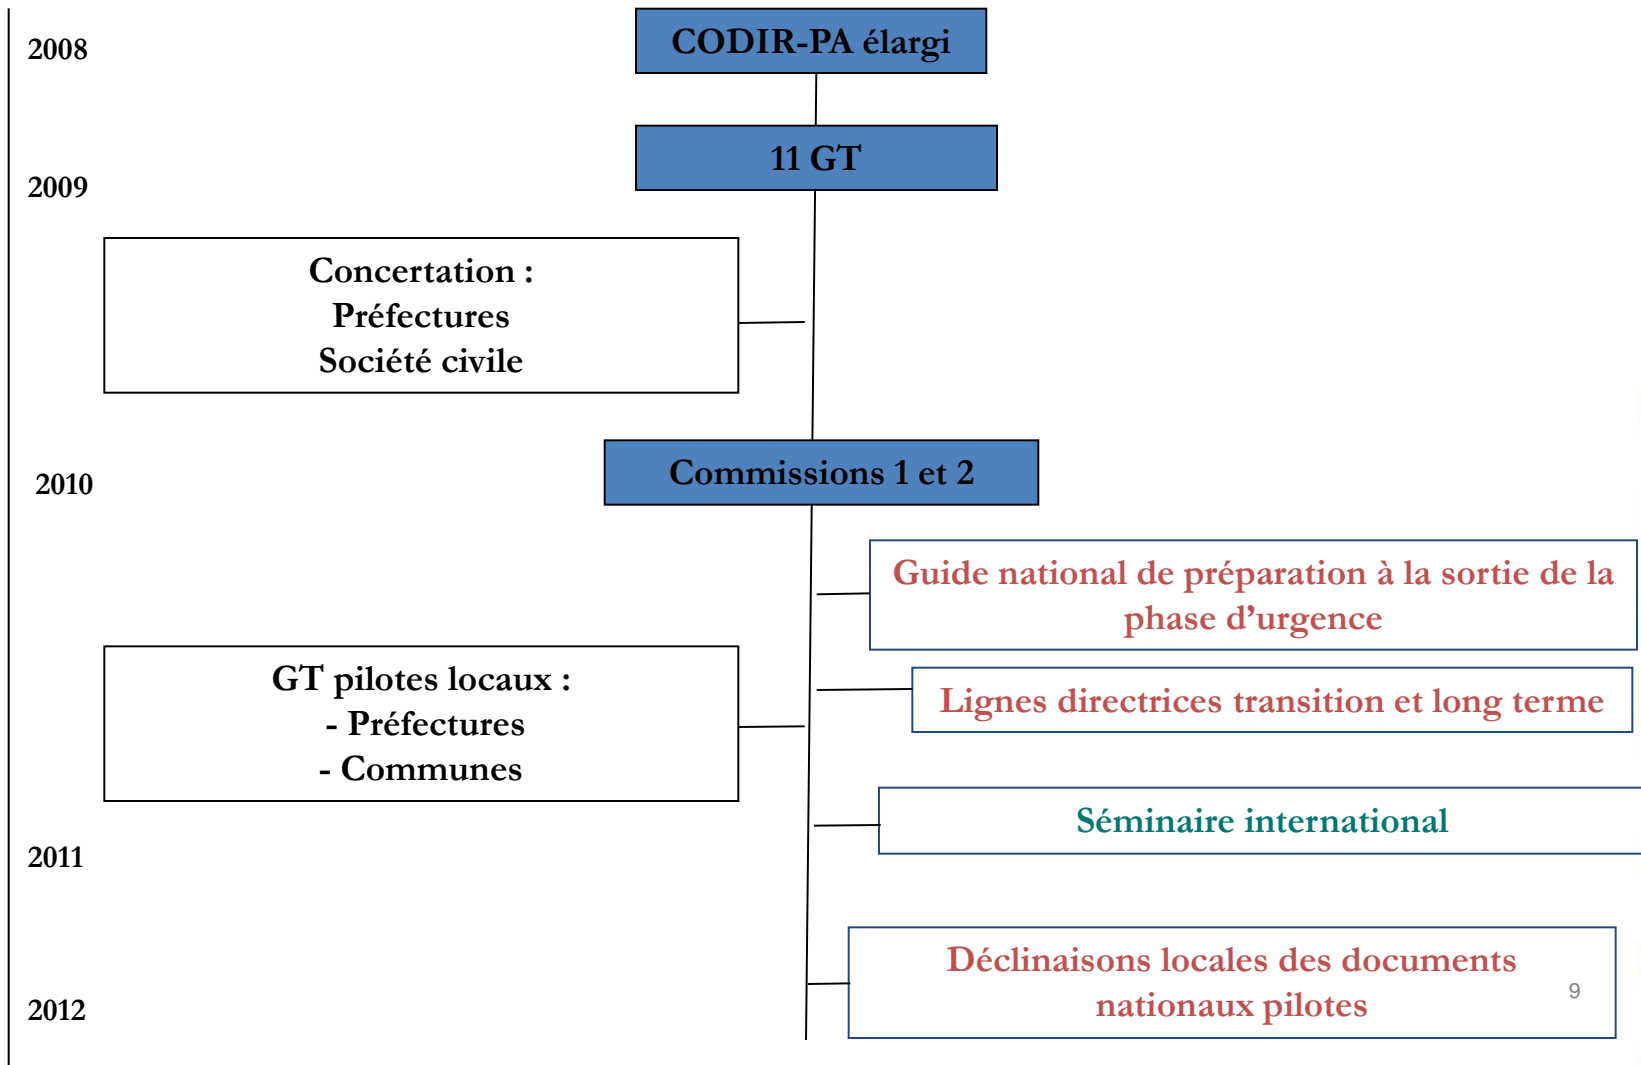 2008
CODIR-PA élargi
11 GT
2009
Concertation :
Préfectures
Société civile
Commissions 1 et 2
2010
Guide national de préparation à la sortie de la
phase d’urgence
GT pilotes locaux :
- Préfectures
- Communes
Lignes directrices transition et long terme
Séminaire international
2011
Déclinaisons locales des documents
nationaux pilotes
9
2012